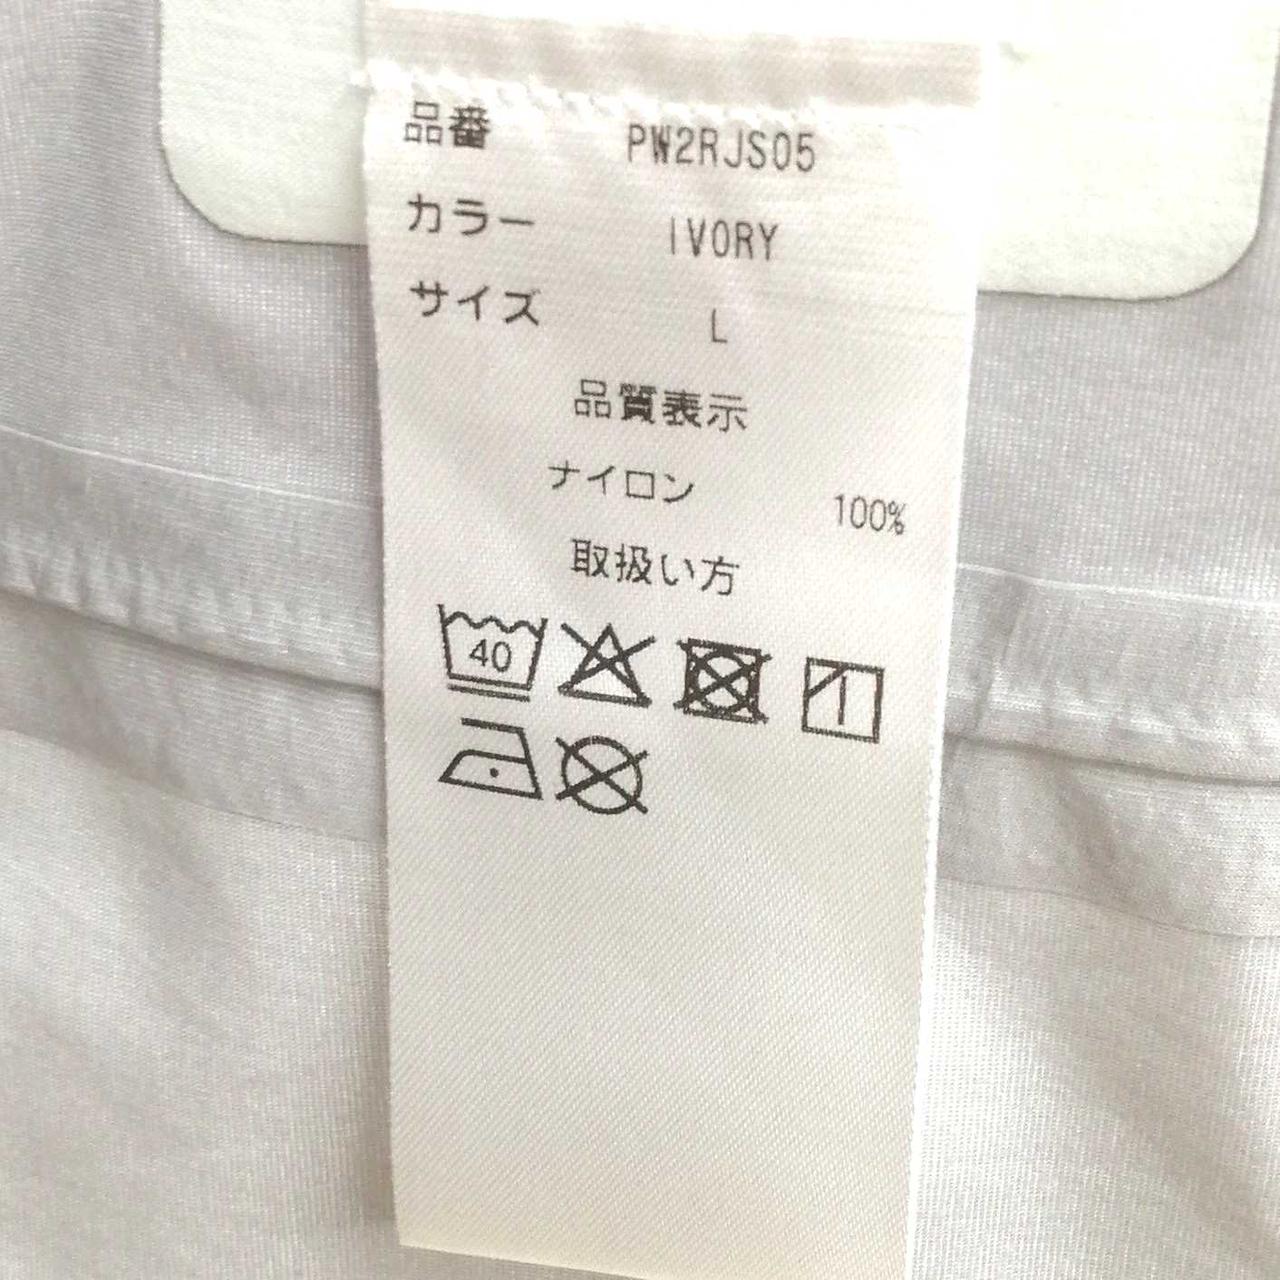 品番 PW2RJS05
カラー IVORY
サイズ L
品質表示
ナイロン 100%
取扱い方
40